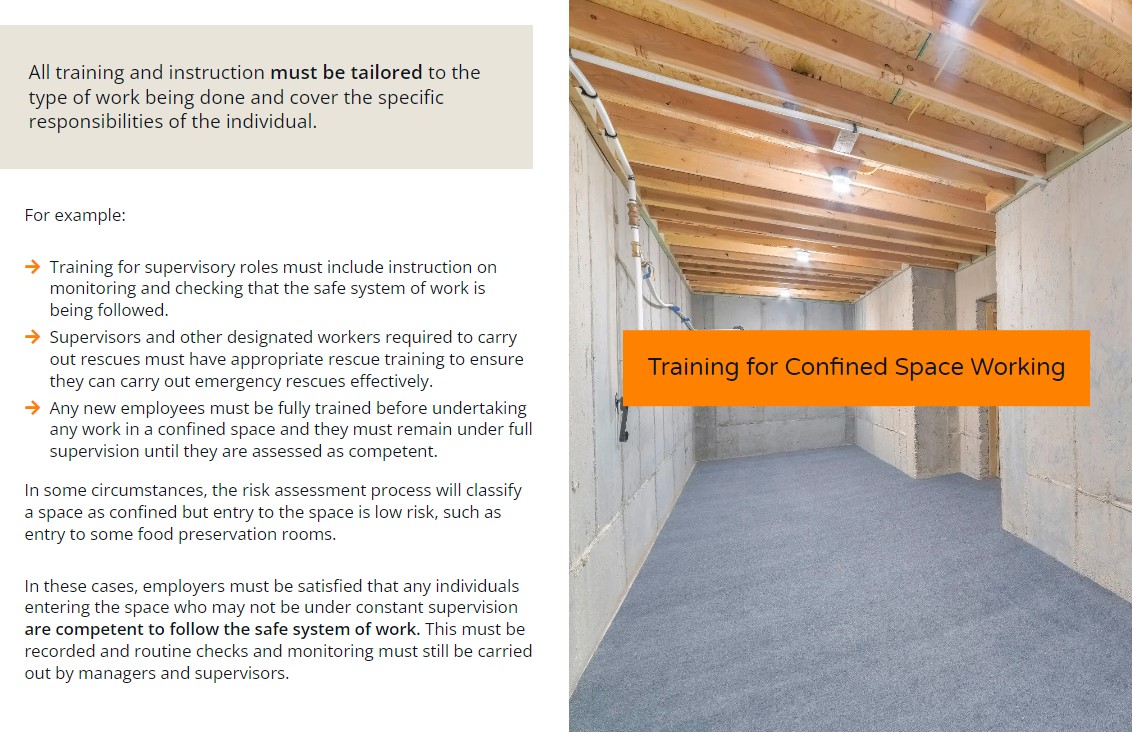 All training and instruction must be tailored to the
type of work being done and cover the specific
responsibilities of the individual.
For example:
Training for supervisory roles must include instruction on
monitoring and checking that the safe system of work is
being followed.
Supervisors and other designated workers required to carry
out rescues must have appropriate rescue training to ensure
they can carry out emergency rescues effectively.
Any new employees must be fully trained before undertaking
any work in a confined space and they must remain under full
supervision until they are assessed as competent.
In some circumstances, the risk assessment process will classify
a space as confined but entry to the space is low risk, such as
entry to some food preservation rooms.
In these cases, employers must be satisfied that any individuals
entering the space who may not be under constant supervision
are competent to follow the safe system of work. This must be
recorded and routine checks and monitoring must still be carried
out by managers and supervisors.
Training for Confined Space Working